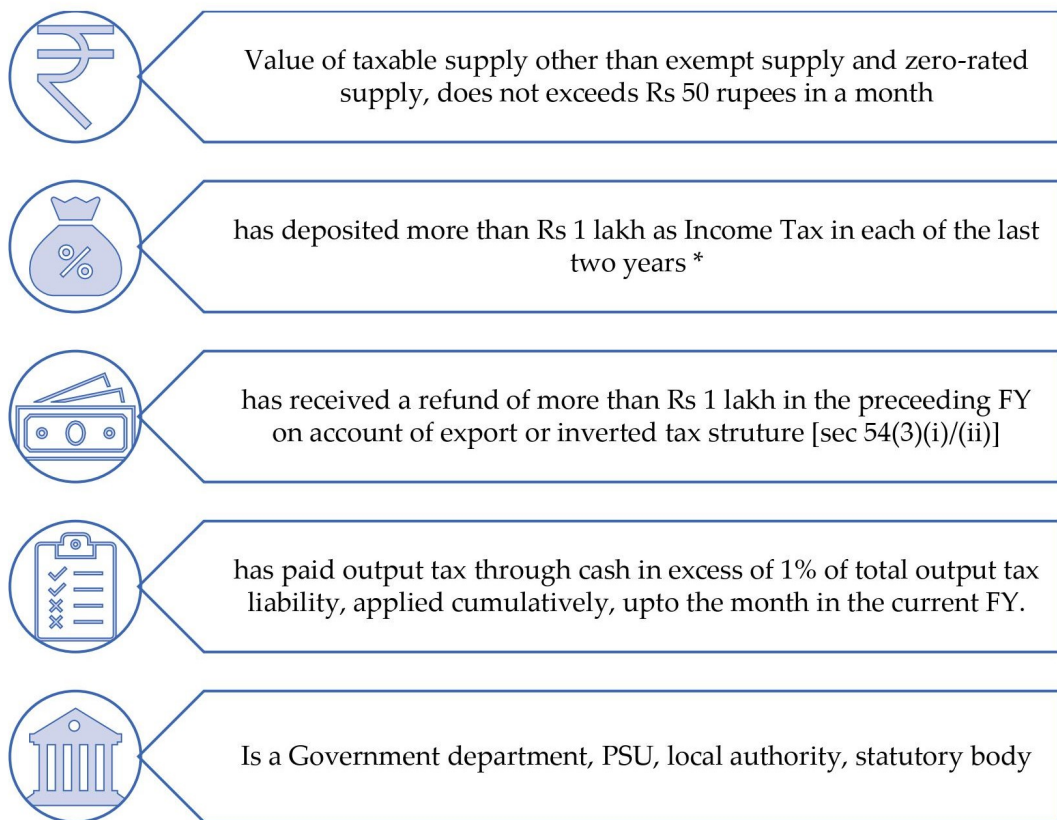 Value of taxable supply other than exempt supply and zero-rated
supply, does not exceeds Rs 50 rupees in a month
has deposited more than Rs 1 lakh as Income Tax in each of the last
two years *
has received a refund of more than Rs 1 lakh in the preceeding FY
on account of export or inverted tax struture [sec 54(3)(i)/(ii)]
has paid output tax through cash in excess of 1% of total output tax
liability, applied cumulatively, upto the month in the current FY.
Is a Government department, PSU, local authority, statutory body